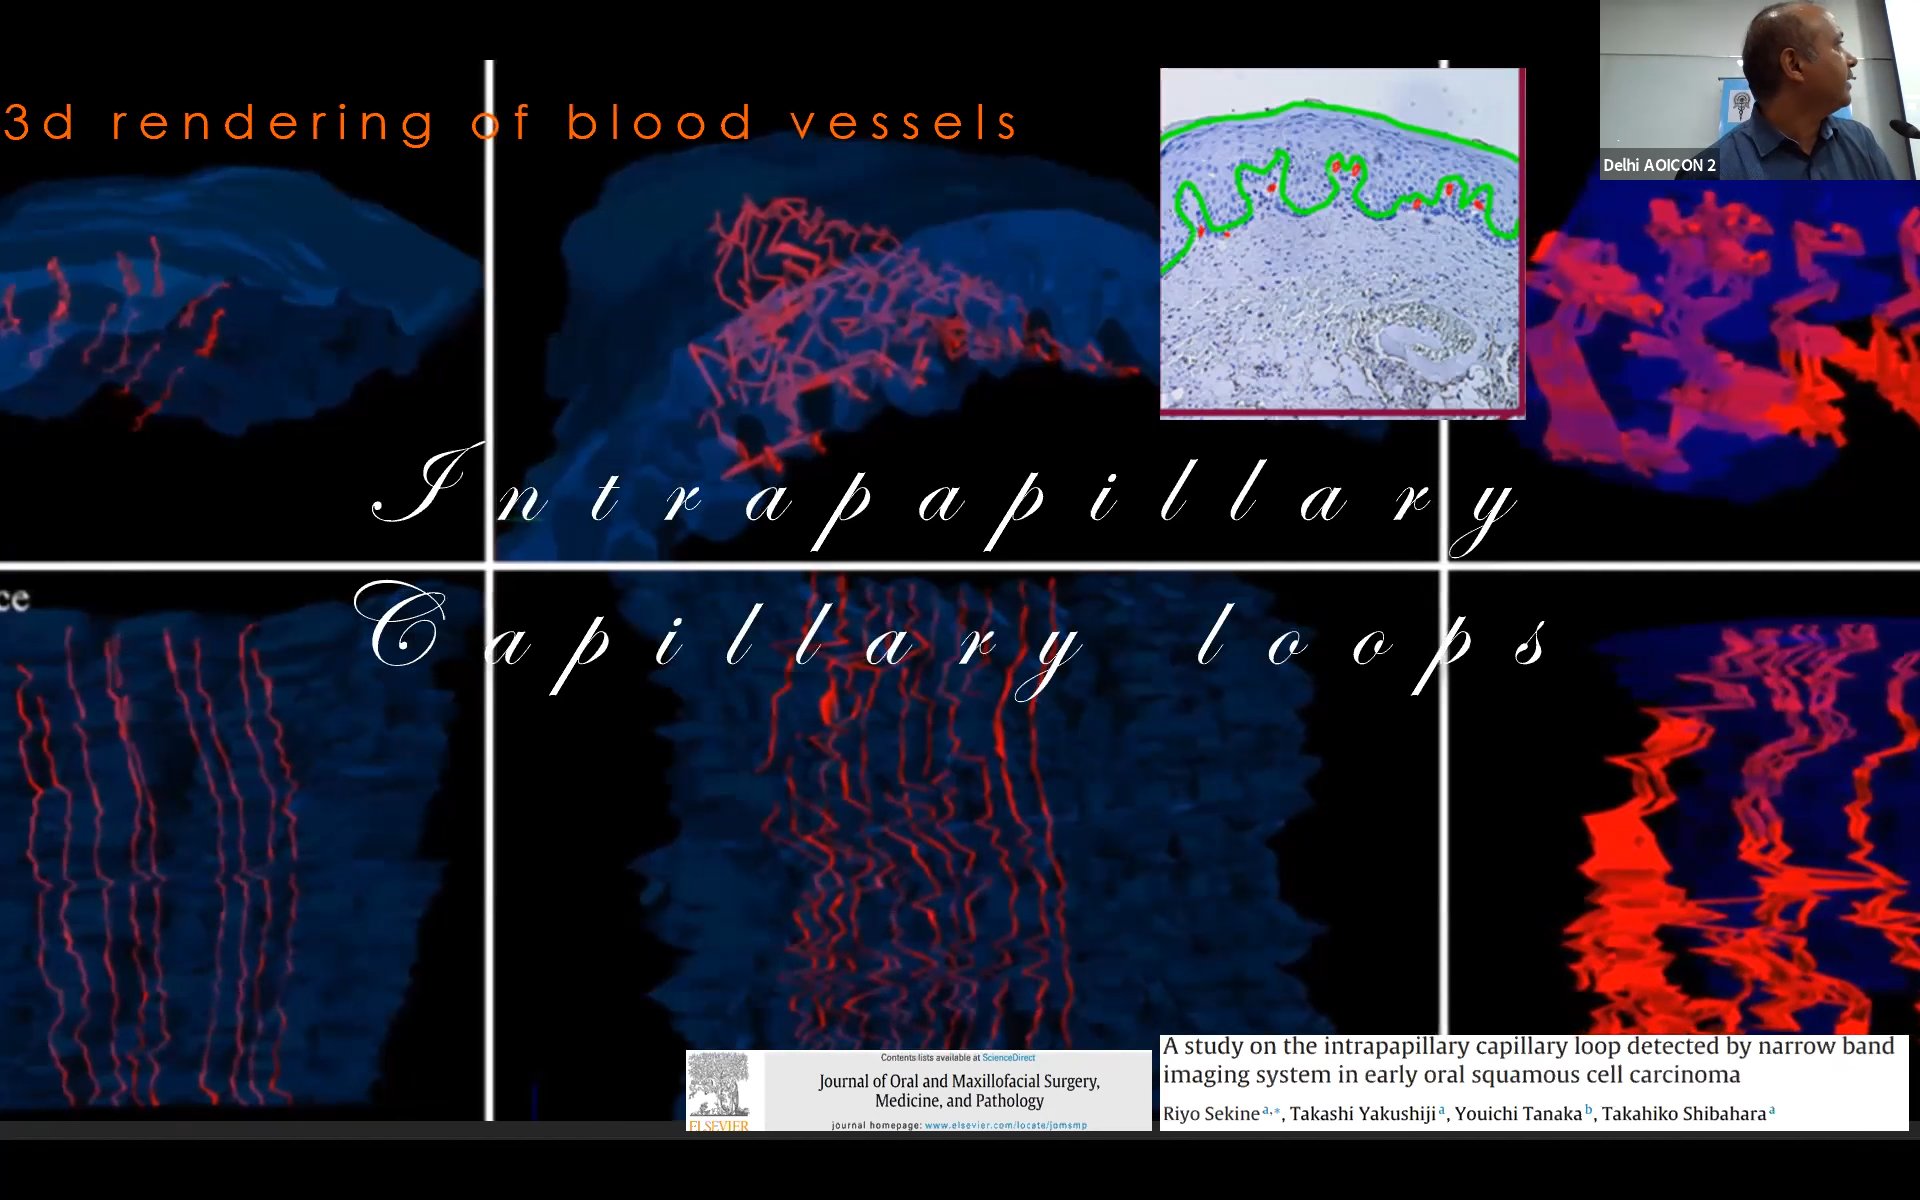 3d rendering of blood vessels
Delhi AOICON 2
Intrapapillary
Capillary loops
ce
Contents lists available at ScienceDirect
Journal of Oral and Maxillofacial Surgery,
Medicine, and Pathology
journal homepage: www.elsevier.com/locate/jomsmp
ELSEVIER
A study on the intrapapillary capillary loop detected by narrow band
imaging system in early oral squamous cell carcinoma
Riyo Sekine a,*, Takashi Yakushiji a, Youichi Tanaka b, Takahiko Shibahara a